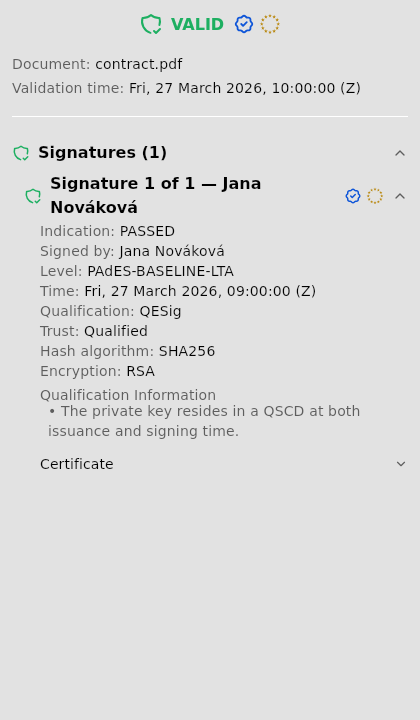 VALID
Document: contract.pdf
Validation time: Fri, 27 March 2026, 10:00:00 (Z)
Signatures (1)
Signature 1 of 1 — Jana
Nováková
Indication: PASSED
Signed by: Jana Nováková
Level: PAdES-BASELINE-LTA
Time: Fri, 27 March 2026, 09:00:00 (Z)
Qualification: QESig
Trust: Qualified
Hash algorithm: SHA256
Encryption: RSA
Qualification Information
• The private key resides in a QSCD at both
issuance and signing time.
Certificate